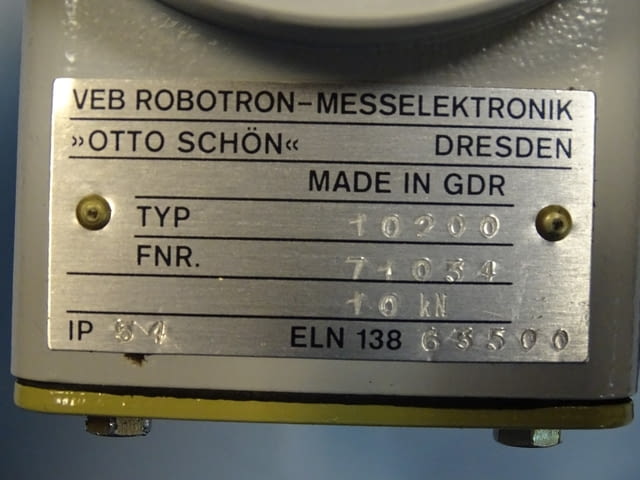 VEB ROBOTRON-MESSELEKTRONIK
»OTTO SCHÖN« DRESDEN
MADE IN GDR
TYP 10200
FNR. 71034
10 kN
IP 54 ELN 138 63500